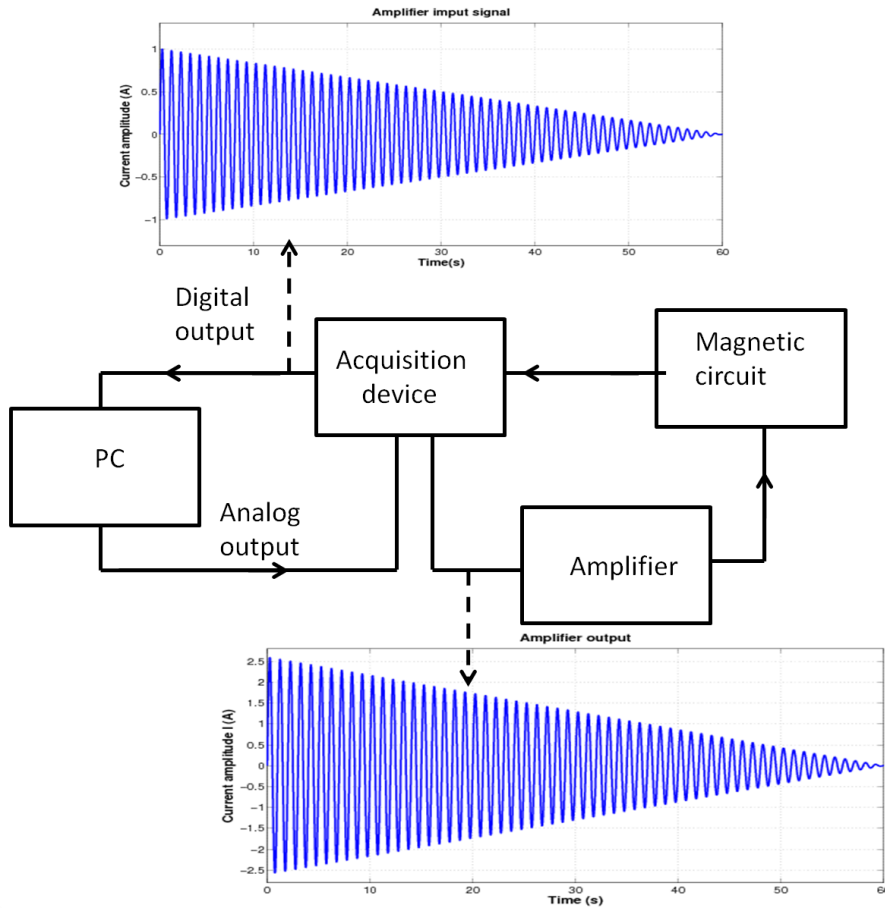 Amplifier imput signal
Current amplitude (A)
1
0.5
0
−0.5
−1
0 10 20 30 40 50 60
Time(s)
Digital
output
Acquisition
device
Magnetic
circuit
PC
Analog
output
Amplifier
Amplifier output
Current amplitude I (A)
2.5
2
1.5
1
0.5
0
−0.5
−1
−1.5
−2
−2.5
0 10 20 30 40 50 60
Time (s)